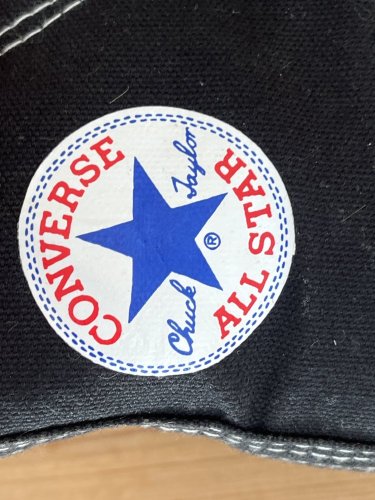 CONVERSE
Chuck Taylor
®
ALL STAR